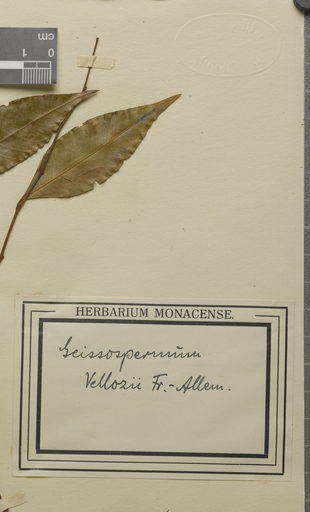 cm
1 0
HERBARIUM MONACENSE.
Geissospermum
Vellozii Fr.-Allem.